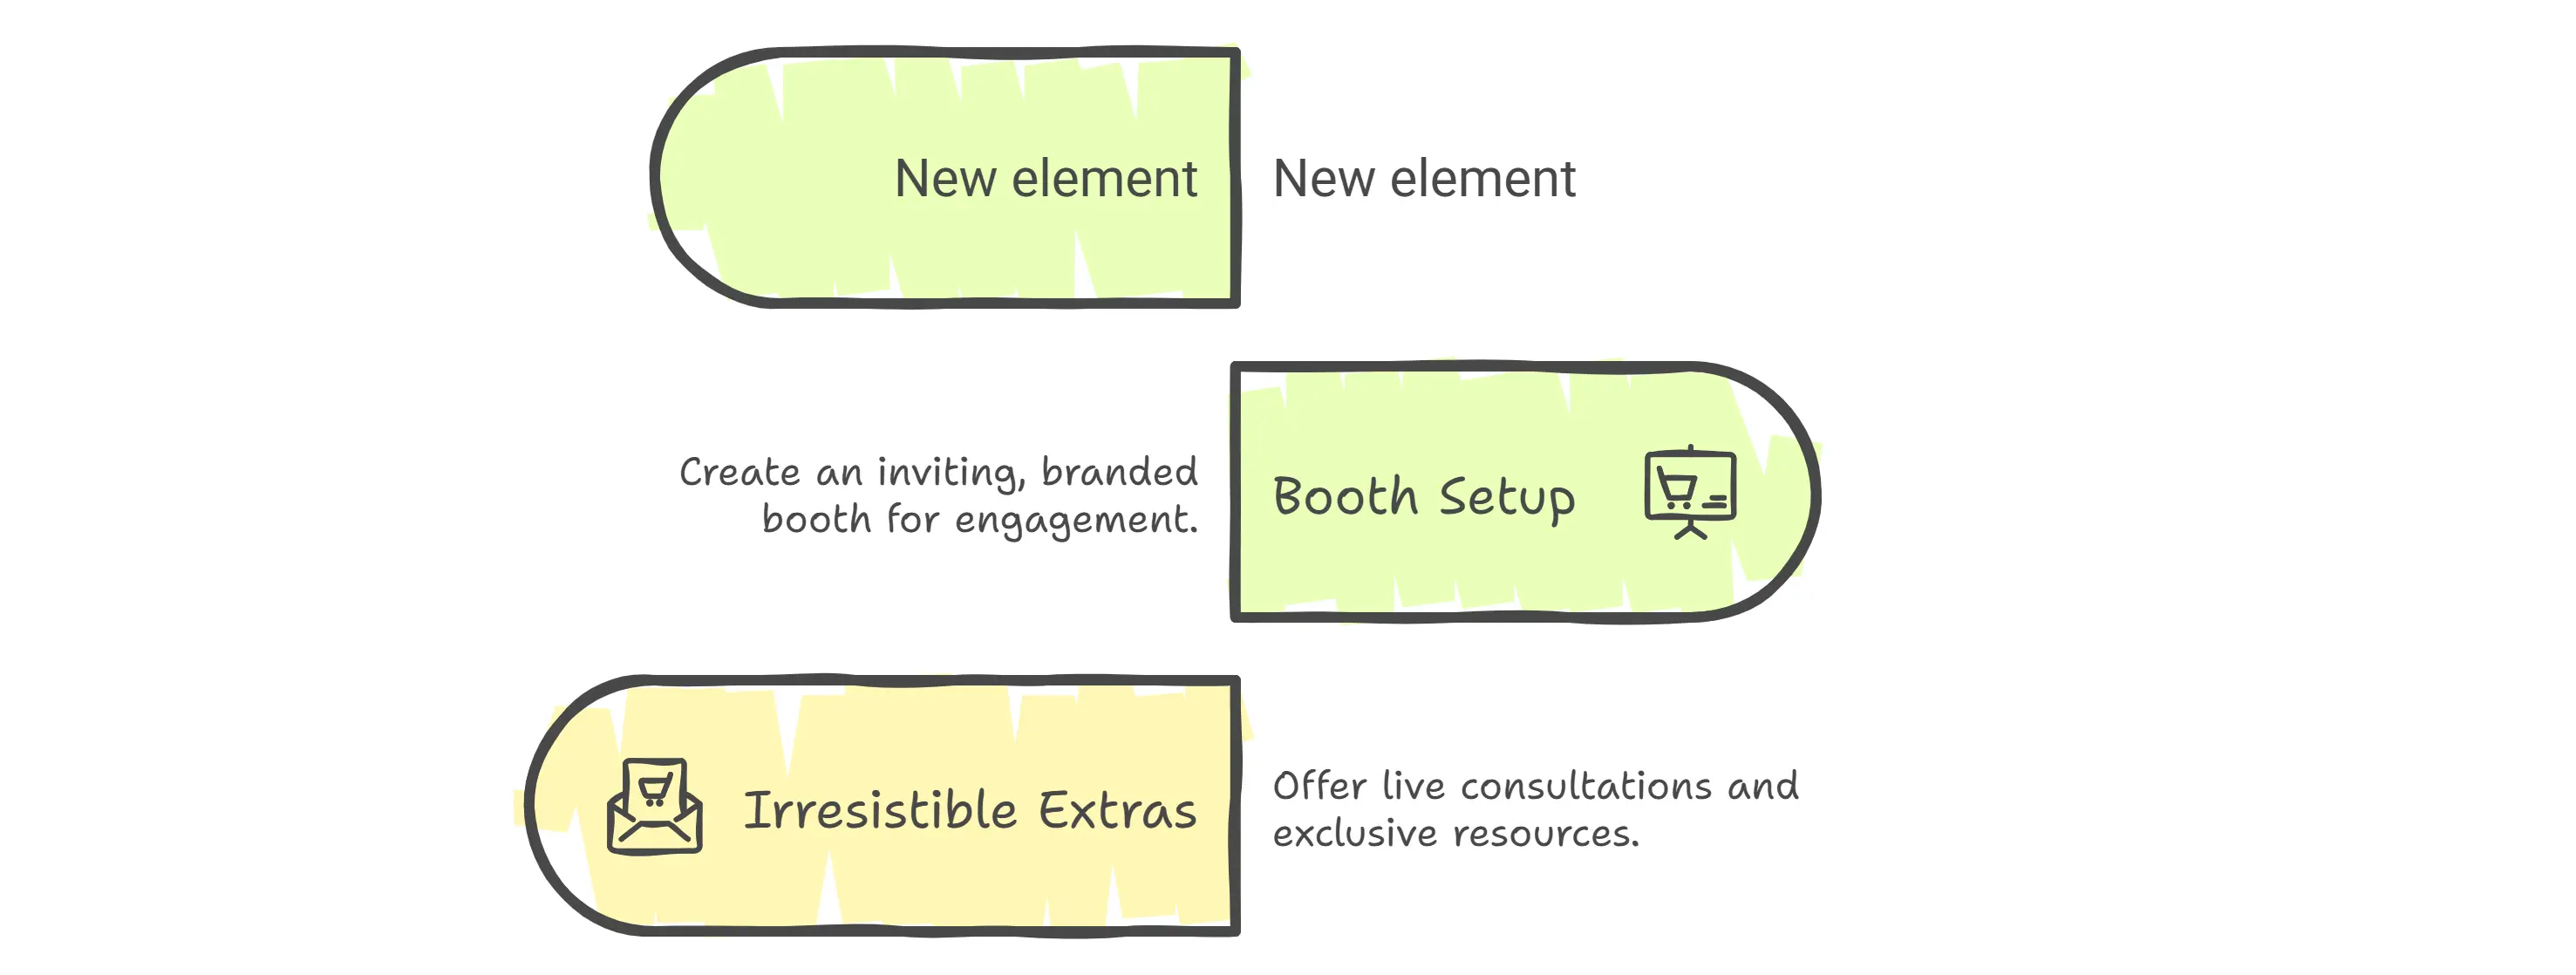 New element
New element
Create an inviting, branded
booth for engagement.
Booth Setup
Irresistible Extras
Offer live consultations and
exclusive resources.